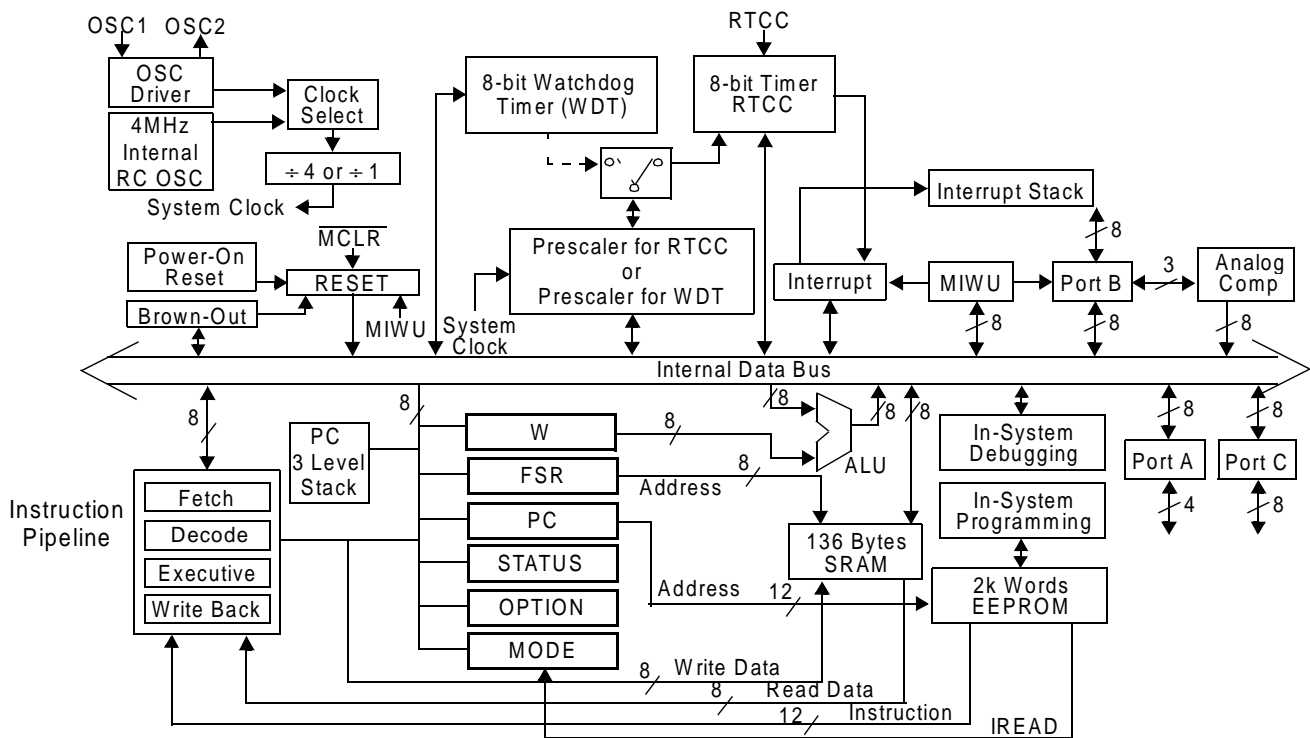 OSC1
OSC2
RTCC
OSC
Driver
Clock
Select
4MHz
Internal
RC OSC
÷ 4 or ÷ 1
System Clock
8-bit Watchdog
Timer (WDT)
8-bit Timer
RTCC
Interrupt Stack
8
MCLR
Power-On
Reset
RESET
Brown-Out
MIWU
System
Clock
Prescaler for RTCC
or
Prescaler for WDT
Interrupt
MIWU
Port B
3
Analog
Comp
8
8
8
Internal Data Bus
8
8
8
8
8
8
8
PC
3 Level
Stack
W
8
ALU
In-System
Debugging
Port A
Port C
FSR
8
Address
4
8
Instruction
Pipeline
Fetch
Decode
Executive
Write Back
PC
STATUS
OPTION
MODE
In-System
Programming
136 Bytes
SRAM
Address
12
2k Words
EEPROM
8
Write Data
8
Read Data
12
Instruction
IREAD